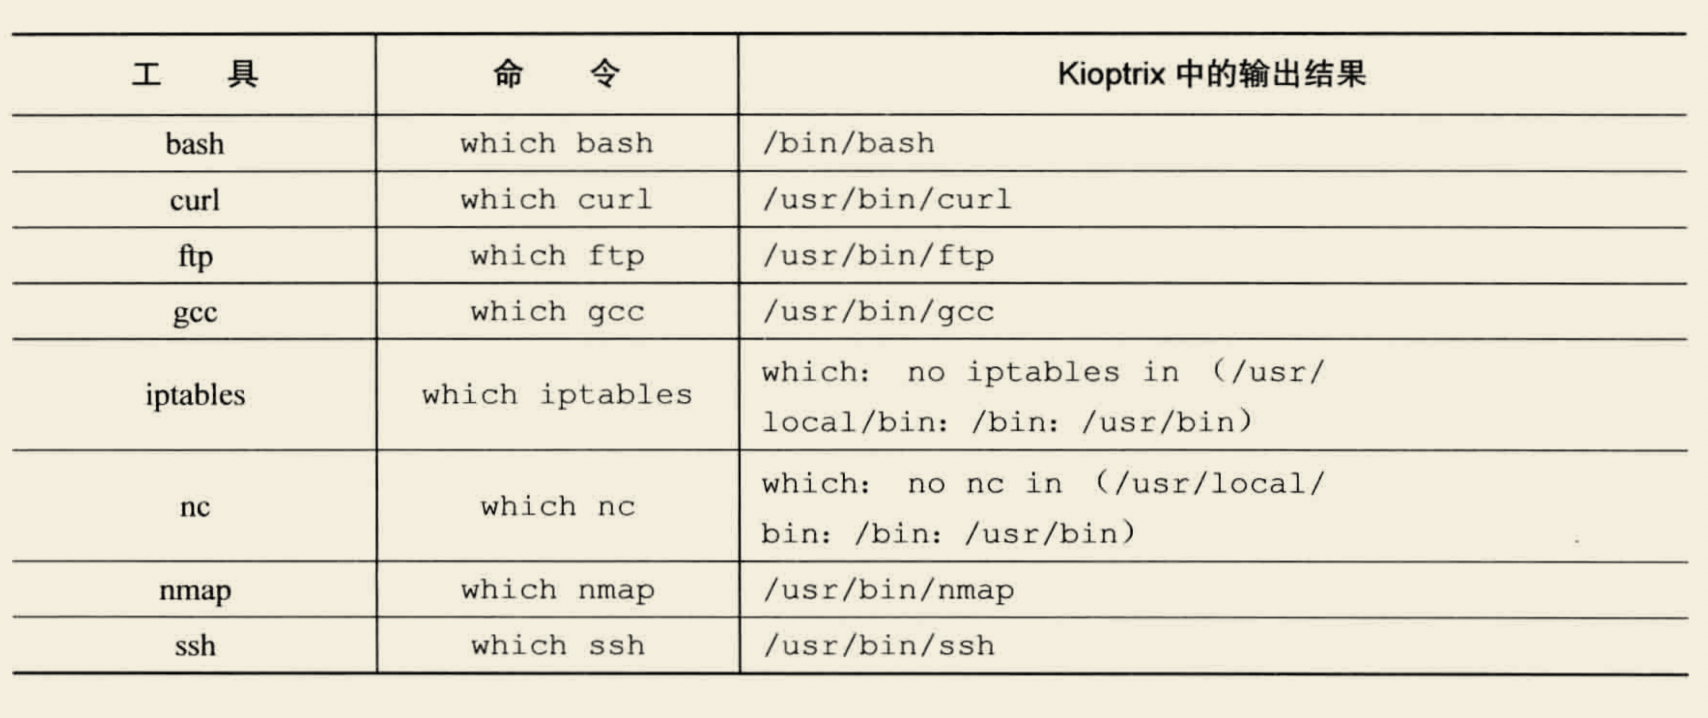 工 具 命 令 Kioptrix 中的输出结果
bash which bash /bin/bash
curl which curl /usr/bin/curl
ftp which ftp /usr/bin/ftp
gcc which gcc /usr/bin/gcc
iptables which iptables which: no iptables in (/usr/
local/bin: /bin: /usr/bin)
nc which nc which: no nc in (/usr/local/
bin: /bin: /usr/bin)
nmap which nmap /usr/bin/nmap
ssh which ssh /usr/bin/ssh